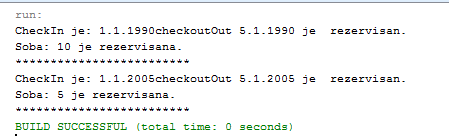 run:
CheckIn je: 1.1.1990checkoutOut 5.1.1990 je  rezervisan.
Soba: 10 je rezervisana.
*************************
CheckIn je: 1.1.2005checkoutOut 5.1.2005 je  rezervisan.
Soba: 5 je rezervisana.
*************************
BUILD SUCCESSFUL (total time: 0 seconds)